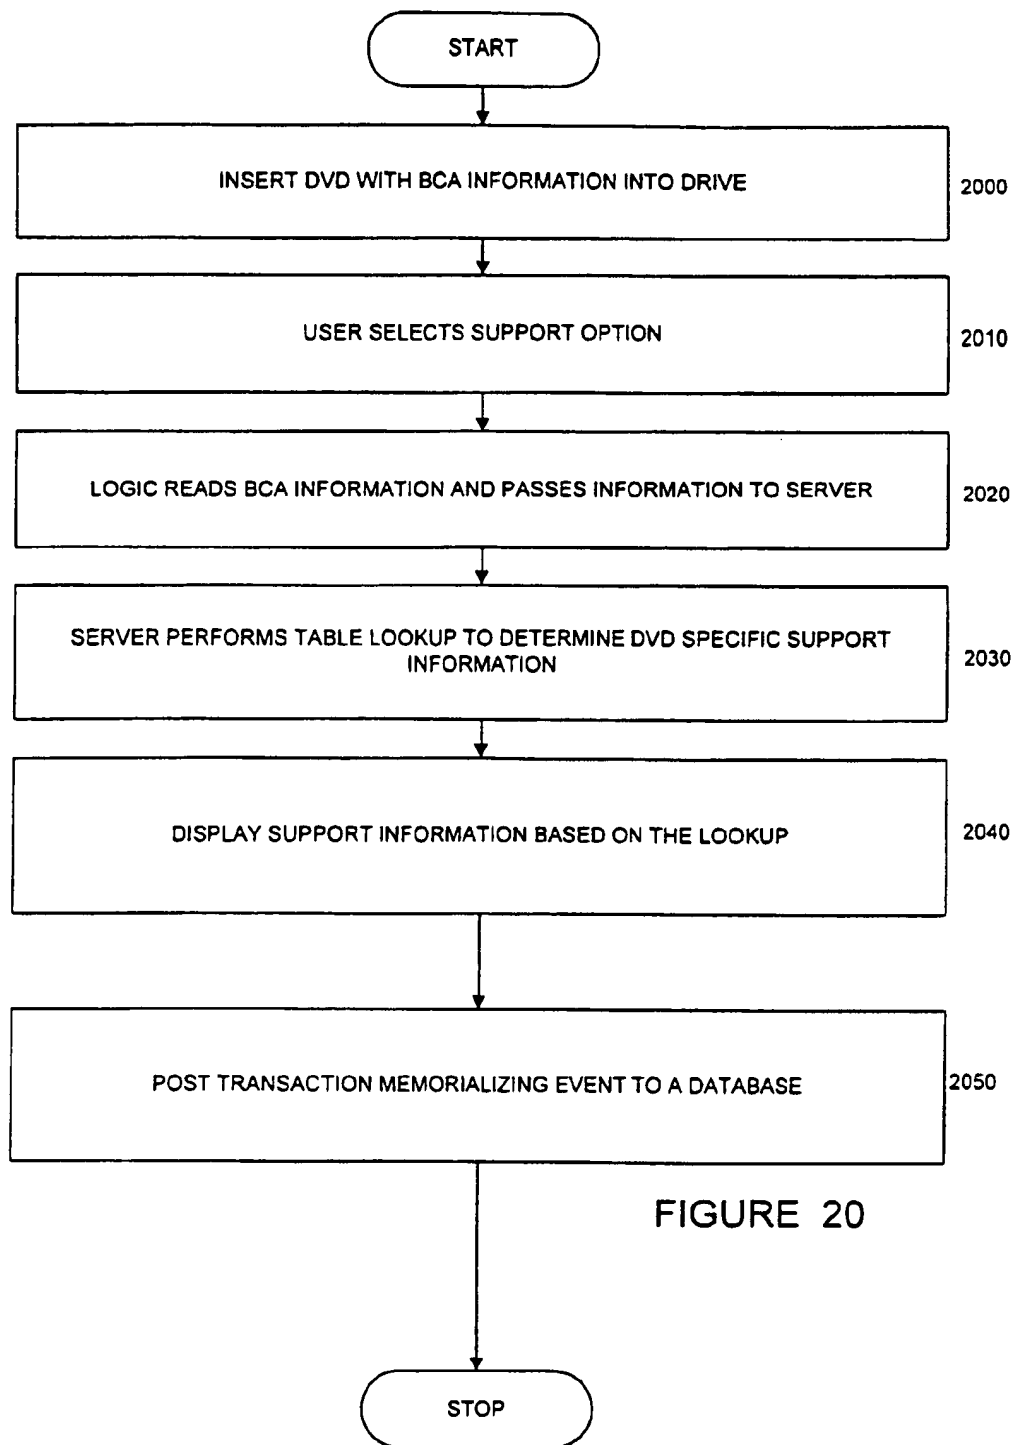 START
INSERT DVD WITH BCA INFORMATION INTO DRIVE
2000
USER SELECTS SUPPORT OPTION
2010
LOGIC READS BCA INFORMATION AND PASSES INFORMATION TO SERVER
2020
SERVER PERFORMS TABLE LOOKUP TO DETERMINE DVD SPECIFIC SUPPORT
INFORMATION
2030
DISPLAY SUPPORT INFORMATION BASED ON THE LOOKUP
2040
POST TRANSACTION MEMORIALIZING EVENT TO A DATABASE
2050
FIGURE 20
STOP